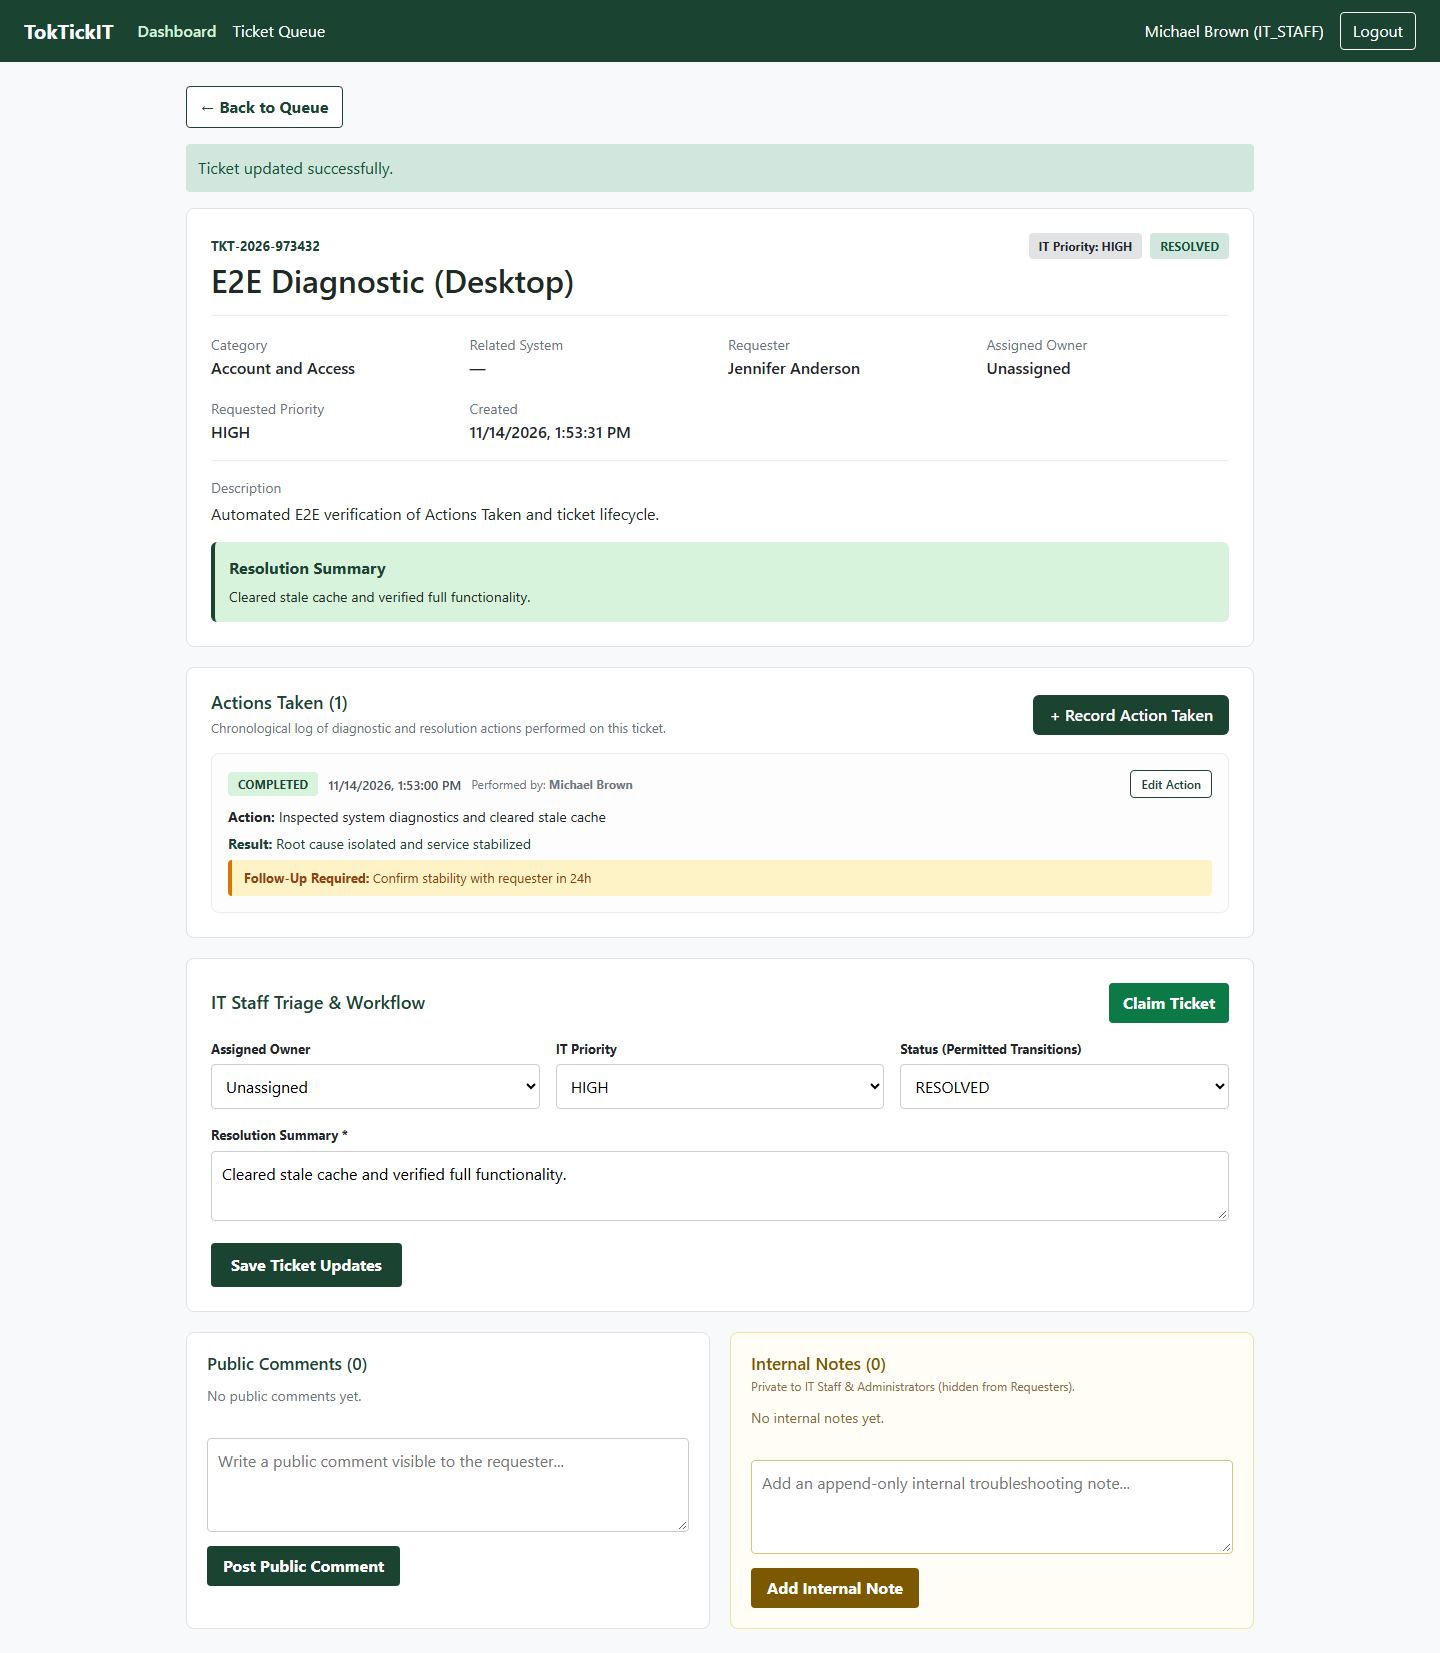 TokTickIT Dashboard Ticket Queue Michael Brown (IT_STAFF) Logout
← Back to Queue
Ticket updated successfully.
TKT-2026-973432 IT Priority: HIGH RESOLVED
E2E Diagnostic (Desktop)
Category Related System Requester Assigned Owner
Account and Access — Jennifer Anderson Unassigned
Requested Priority Created
HIGH 11/14/2026, 1:53:31 PM
Description
Automated E2E verification of Actions Taken and ticket lifecycle.
Resolution Summary
Cleared stale cache and verified full functionality.
Actions Taken (1)
+ Record Action Taken
Chronological log of diagnostic and resolution actions performed on this ticket.
COMPLETED 11/14/2026, 1:53:00 PM Performed by: Michael Brown Edit Action
Action: Inspected system diagnostics and cleared stale cache
Result: Root cause isolated and service stabilized
Follow-Up Required: Confirm stability with requester in 24h
IT Staff Triage & Workflow Claim Ticket
Assigned Owner IT Priority Status (Permitted Transitions)
Unassigned HIGH RESOLVED
Resolution Summary *
Cleared stale cache and verified full functionality.
Save Ticket Updates
Public Comments (0)
No public comments yet.
Write a public comment visible to the requester...
Post Public Comment
Internal Notes (0)
Private to IT Staff & Administrators (hidden from Requesters).
No internal notes yet.
Add an append-only internal troubleshooting note...
Add Internal Note